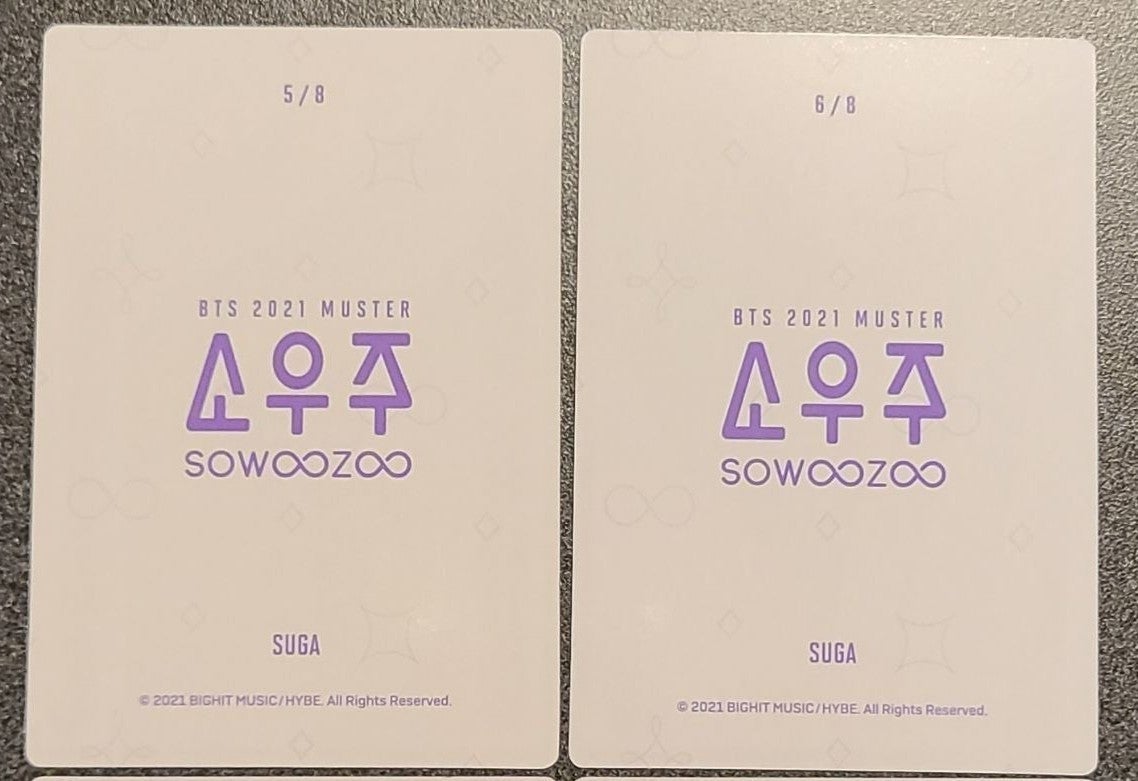 5/8
BTS 2021 MUSTER
소우주
SOWOOZOO
SUGA
© 2021 BIGHIT MUSIC/HYBE. All Rights Reserved.
6/8
BTS 2021 MUSTER
소우주
SOWOOZOO
SUGA
© 2021 BIGHIT MUSIC/HYBE. All Rights Reserved.